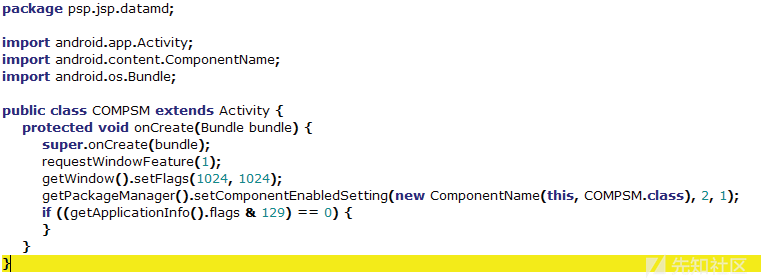 package psp.jsp.datamd;
import android.app.Activity;
import android.content.ComponentName;
import android.os.Bundle;
public class COMPSM extends Activity {
protected void onCreate(Bundle bundle) {
super.onCreate(bundle);
requestWindowFeature(1);
getWindow().setFlags(1024, 1024);
getPackageManager().setComponentEnabledSetting(new ComponentName(this, COMPSM.class), 2, 1);
if ((getApplicationInfo().flags & 129) == 0) {
}
}
}
先知社区